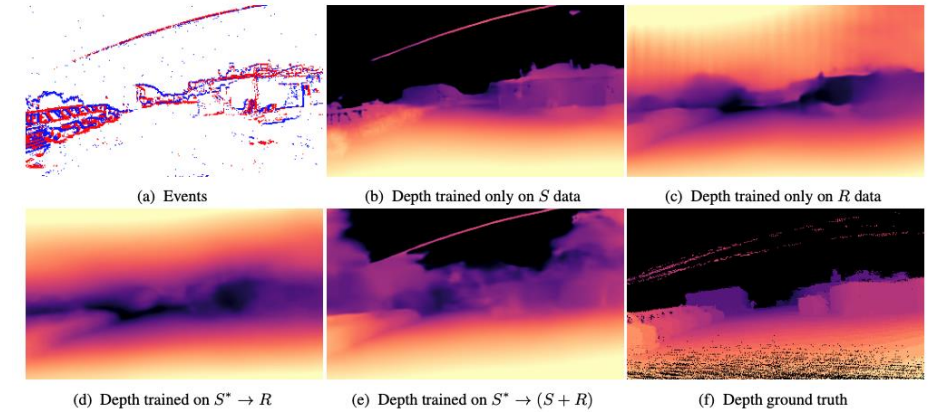 (a) Events
(b) Depth trained only on S data
(c) Depth trained only on R data
(d) Depth trained on S* → R
(e) Depth trained on S* → (S + R)
(f) Depth ground truth